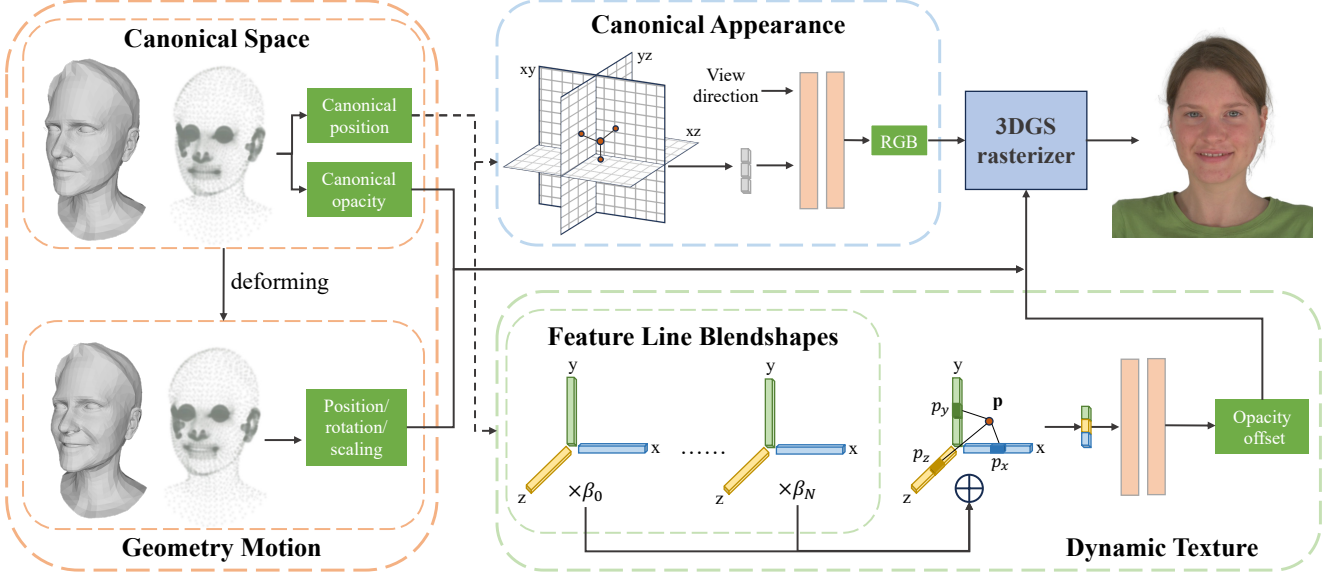 Canonical Space
Canonical
position
Canonical
opacity
deforming
Position/
rotation/
scaling
Geometry Motion
Canonical Appearance
xy
yz
xz
View
direction
RGB
3DGS
rasterizer
Feature Line Blendshapes
y
x
z
×β₀
……
y
x
z
×β_N
y
p_y
p
p_z
p_x
x
z
Opacity
offset
Dynamic Texture